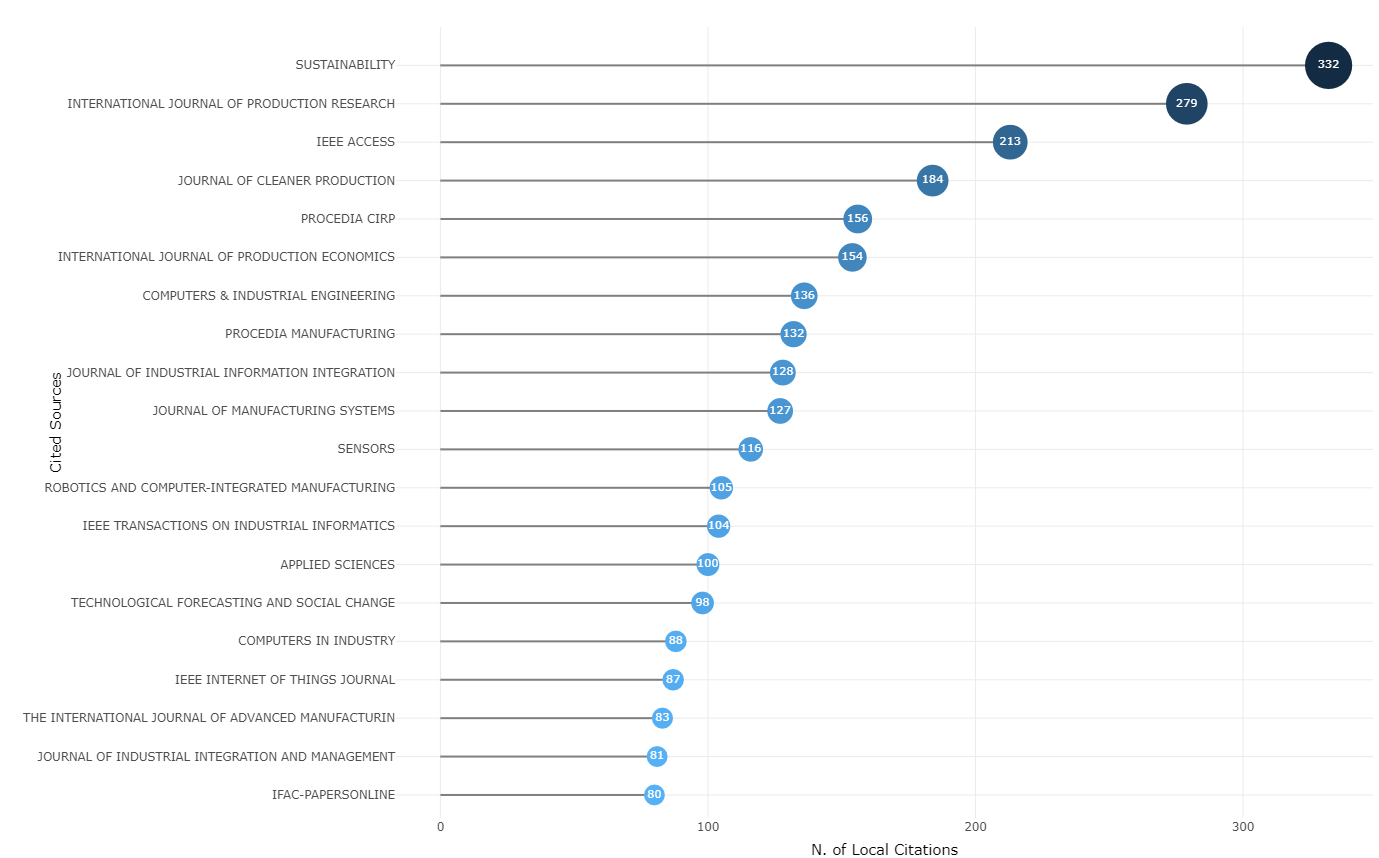 SUSTAINABILITY 332
INTERNATIONAL JOURNAL OF PRODUCTION RESEARCH 279
IEEE ACCESS 213
JOURNAL OF CLEANER PRODUCTION 184
PROCEDIA CIRP 156
INTERNATIONAL JOURNAL OF PRODUCTION ECONOMICS 154
COMPUTERS & INDUSTRIAL ENGINEERING 136
PROCEDIA MANUFACTURING 132
JOURNAL OF INDUSTRIAL INFORMATION INTEGRATION 128
JOURNAL OF MANUFACTURING SYSTEMS 127
SENSORS 116
ROBOTICS AND COMPUTER-INTEGRATED MANUFACTURING 105
IEEE TRANSACTIONS ON INDUSTRIAL INFORMATICS 104
APPLIED SCIENCES 100
TECHNOLOGICAL FORECASTING AND SOCIAL CHANGE 98
COMPUTERS IN INDUSTRY 88
IEEE INTERNET OF THINGS JOURNAL 87
THE INTERNATIONAL JOURNAL OF ADVANCED MANUFACTURIN 83
JOURNAL OF INDUSTRIAL INTEGRATION AND MANAGEMENT 81
IFAC-PAPERSONLINE 80
Cited Sources
0 100 200 300
N. of Local Citations